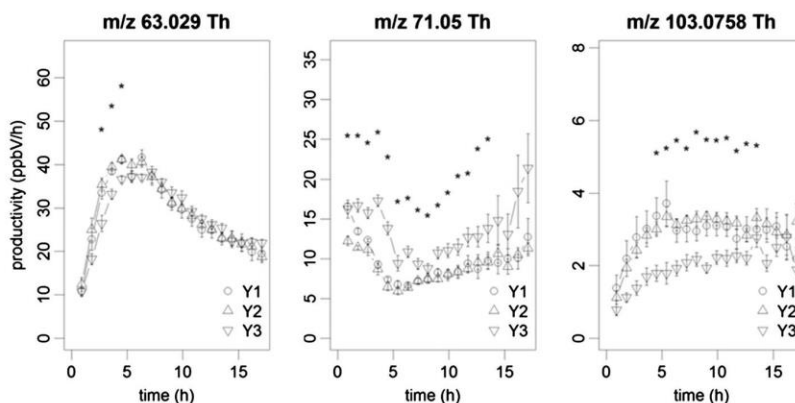 m/z 63.029 Th
m/z 71.05 Th
m/z 103.0758 Th
productivity (ppbV/h)
60
50
40
30
20
10
0
* * *
Y1
Y2
Y3
0 5 10 15
time (h)
35
30
25
20
15
10
5
0
* * * * * * * * * * * * * * *
Y1
Y2
Y3
0 5 10 15
time (h)
8
6
4
2
0
* * * * * * * * * * *
Y1
Y2
Y3
0 5 10 15
time (h)